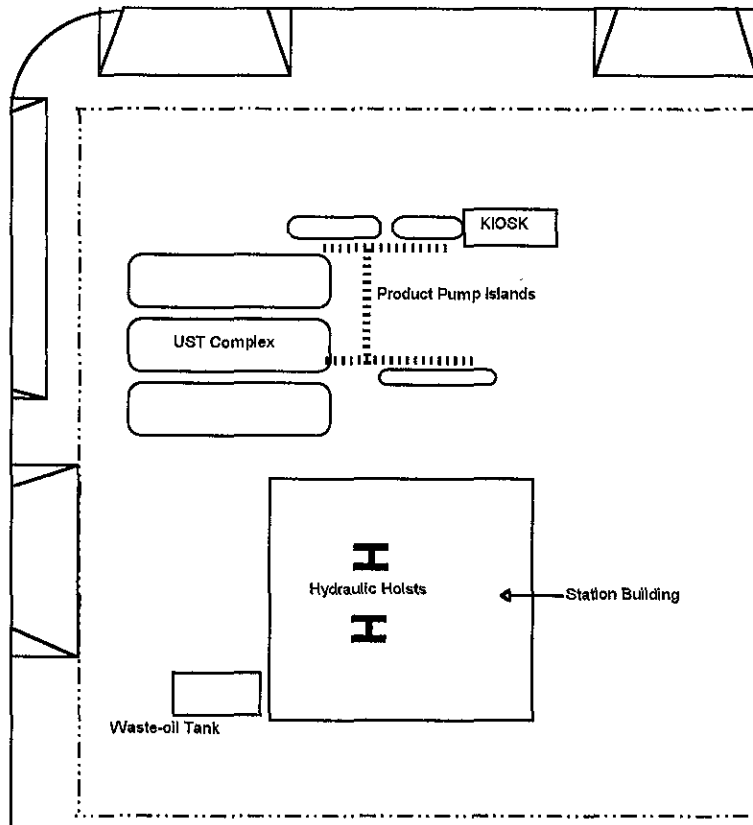 KIOSK
Product Pump Islands
UST Complex
Hydraulic Hoists
Station Building
Waste-oil Tank